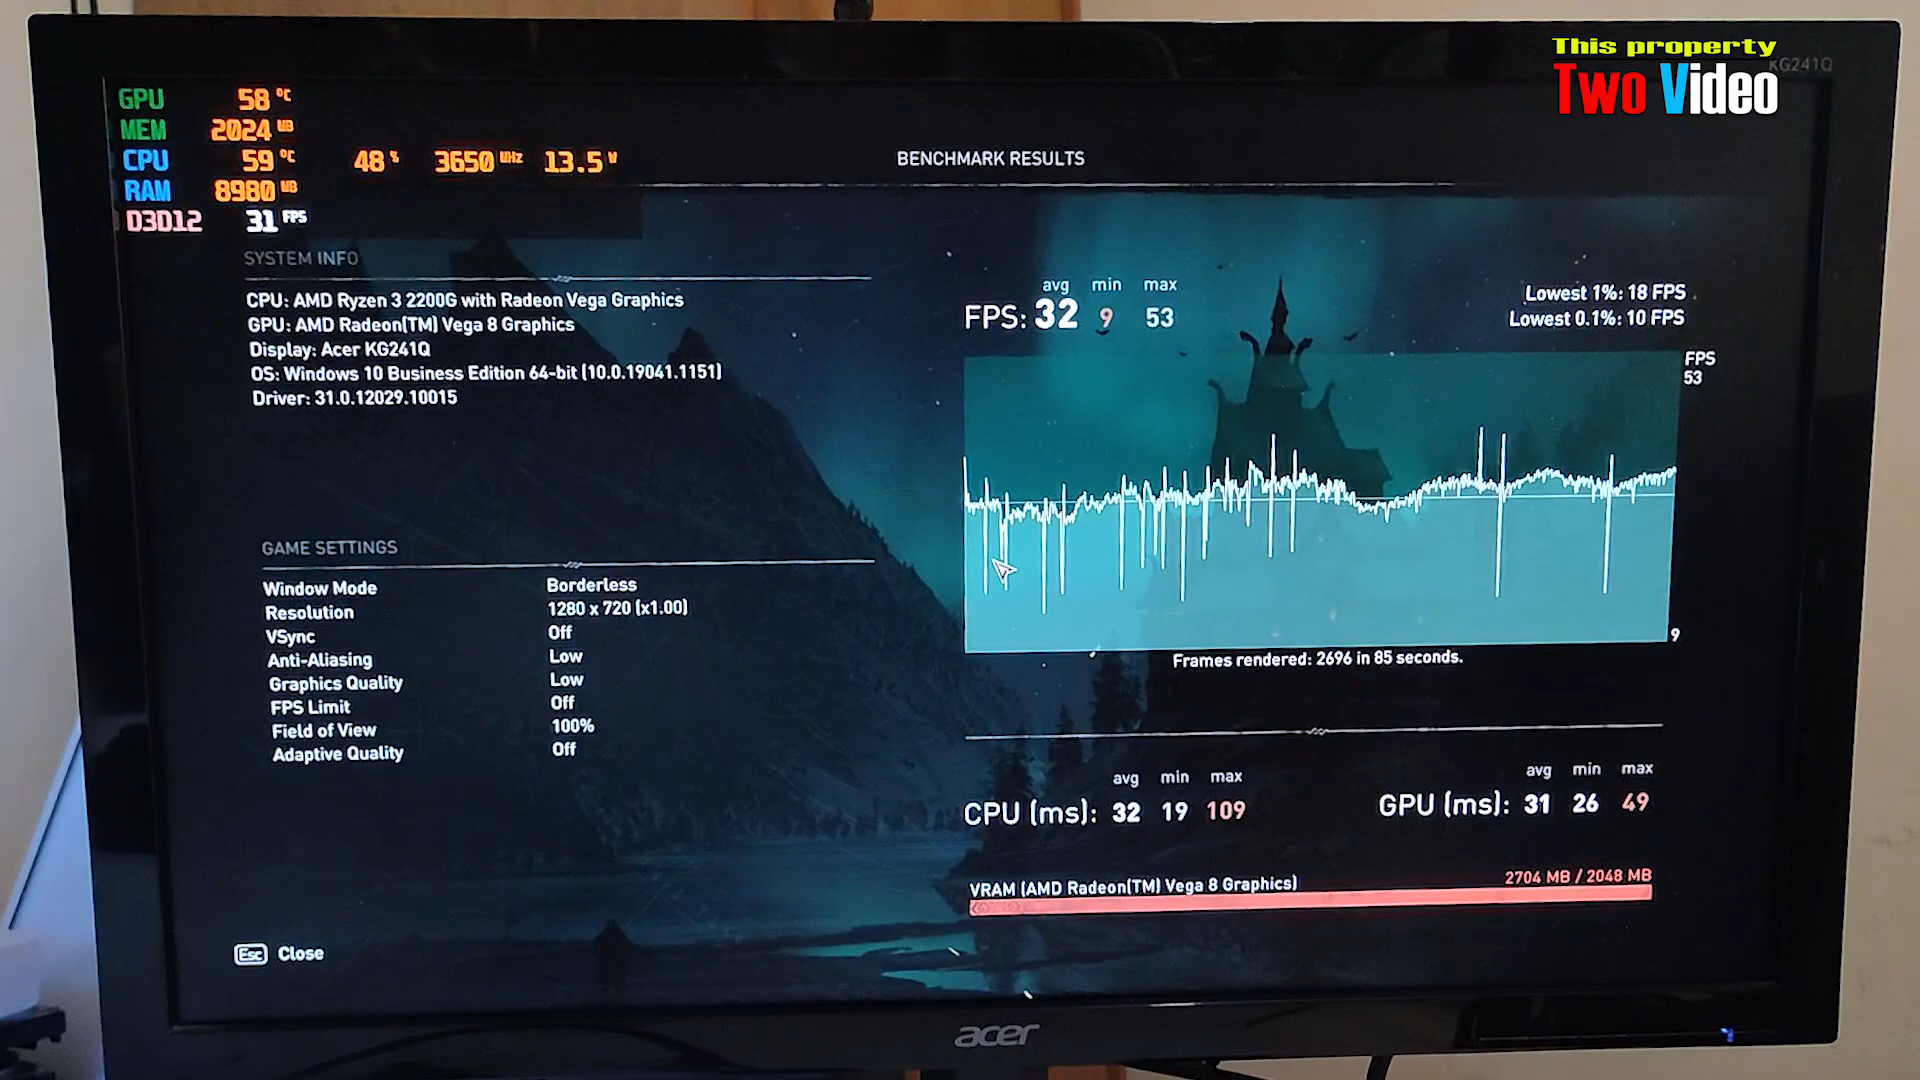 This property
Two Video
KG241Q
GPU 58 °C
MEM 2024 MB
CPU 59 °C 48 % 3650 MHz 13.5 W
RAM 8980 MB
D3D12 31 FPS
BENCHMARK RESULTS
SYSTEM INFO
CPU: AMD Ryzen 3 2200G with Radeon Vega Graphics
GPU: AMD Radeon(TM) Vega 8 Graphics
Display: Acer KG241Q
OS: Windows 10 Business Edition 64-bit (10.0.19041.1151)
Driver: 31.0.12029.10015
avg min max
FPS: 32 9 53
Lowest 1%: 18 FPS
Lowest 0.1%: 10 FPS
FPS
53
9
Frames rendered: 2696 in 85 seconds.
GAME SETTINGS
Window Mode Borderless
Resolution 1280 x 720 (x1.00)
VSync Off
Anti-Aliasing Low
Graphics Quality Low
FPS Limit Off
Field of View 100%
Adaptive Quality Off
avg min max
CPU (ms): 32 19 109
avg min max
GPU (ms): 31 26 49
VRAM (AMD Radeon(TM) Vega 8 Graphics) 2704 MB / 2048 MB
Esc Close
acer